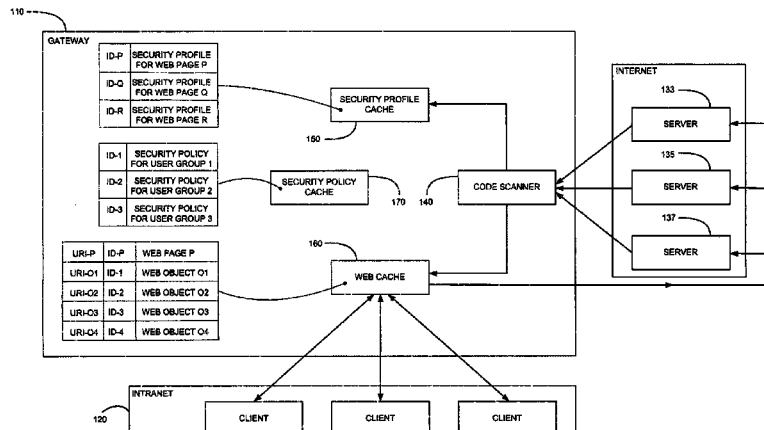 110
GATEWAY
ID-P SECURITY PROFILE
FOR WEB PAGE P
ID-Q SECURITY PROFILE
FOR WEB PAGE Q
ID-R SECURITY PROFILE
FOR WEB PAGE R
SECURITY PROFILE
CACHE
150
INTERNET
133
SERVER
135
SERVER
137
SERVER
ID-1 SECURITY POLICY
FOR USER GROUP 1
ID-2 SECURITY POLICY
FOR USER GROUP 2
ID-3 SECURITY POLICY
FOR USER GROUP 3
SECURITY POLICY
CACHE
170
140
CODE SCANNER
160
WEB CACHE
URI-P ID-P WEB PAGE P
URI-O1 ID-1 WEB OBJECT O1
URI-O2 ID-2 WEB OBJECT O2
URI-O3 ID-3 WEB OBJECT O3
URI-O4 ID-4 WEB OBJECT O4
120
INTRANET
CLIENT
CLIENT
CLIENT